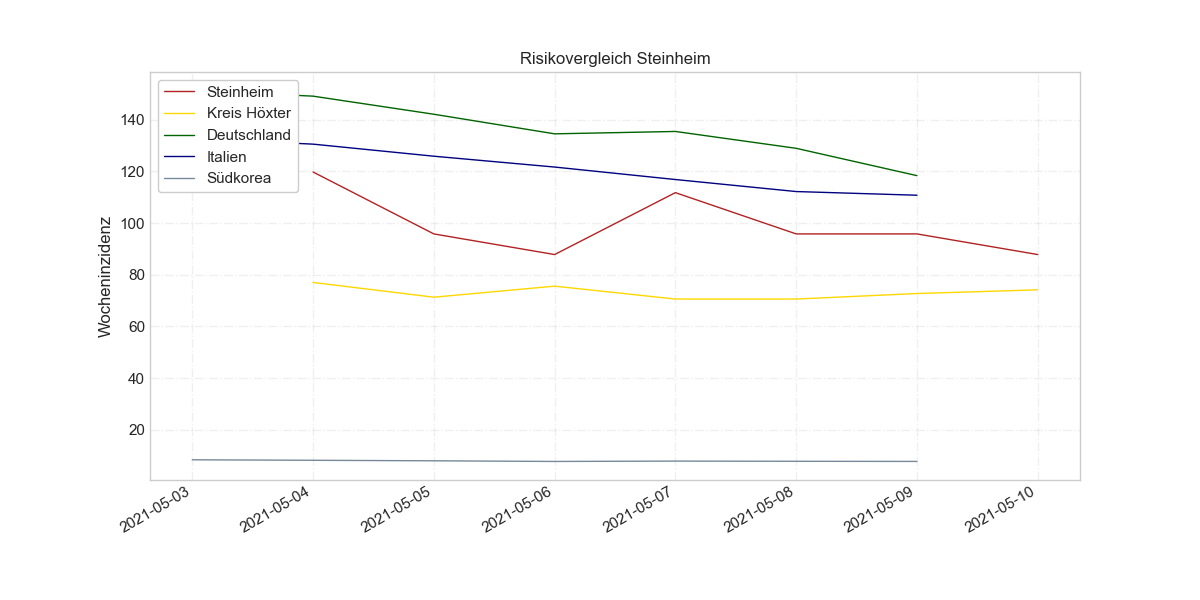 Risikovergleich Steinheim
Steinheim
Kreis Höxter
Deutschland
Italien
Südkorea
Wocheninzidenz
140
120
100
80
60
40
20
2021-05-03
2021-05-04
2021-05-05
2021-05-06
2021-05-07
2021-05-08
2021-05-09
2021-05-10